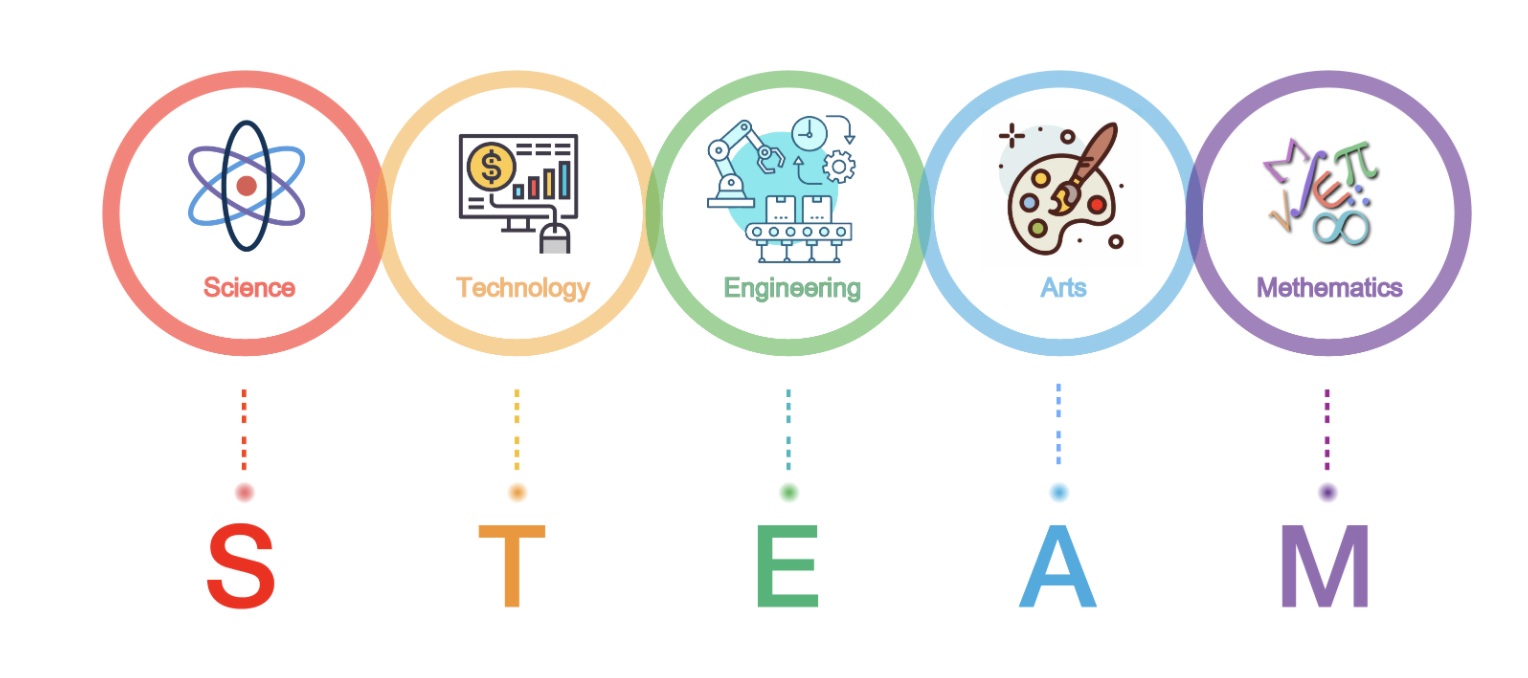 $
Science
Technology
Engineering
Arts
Methematics
S
T
E
A
M